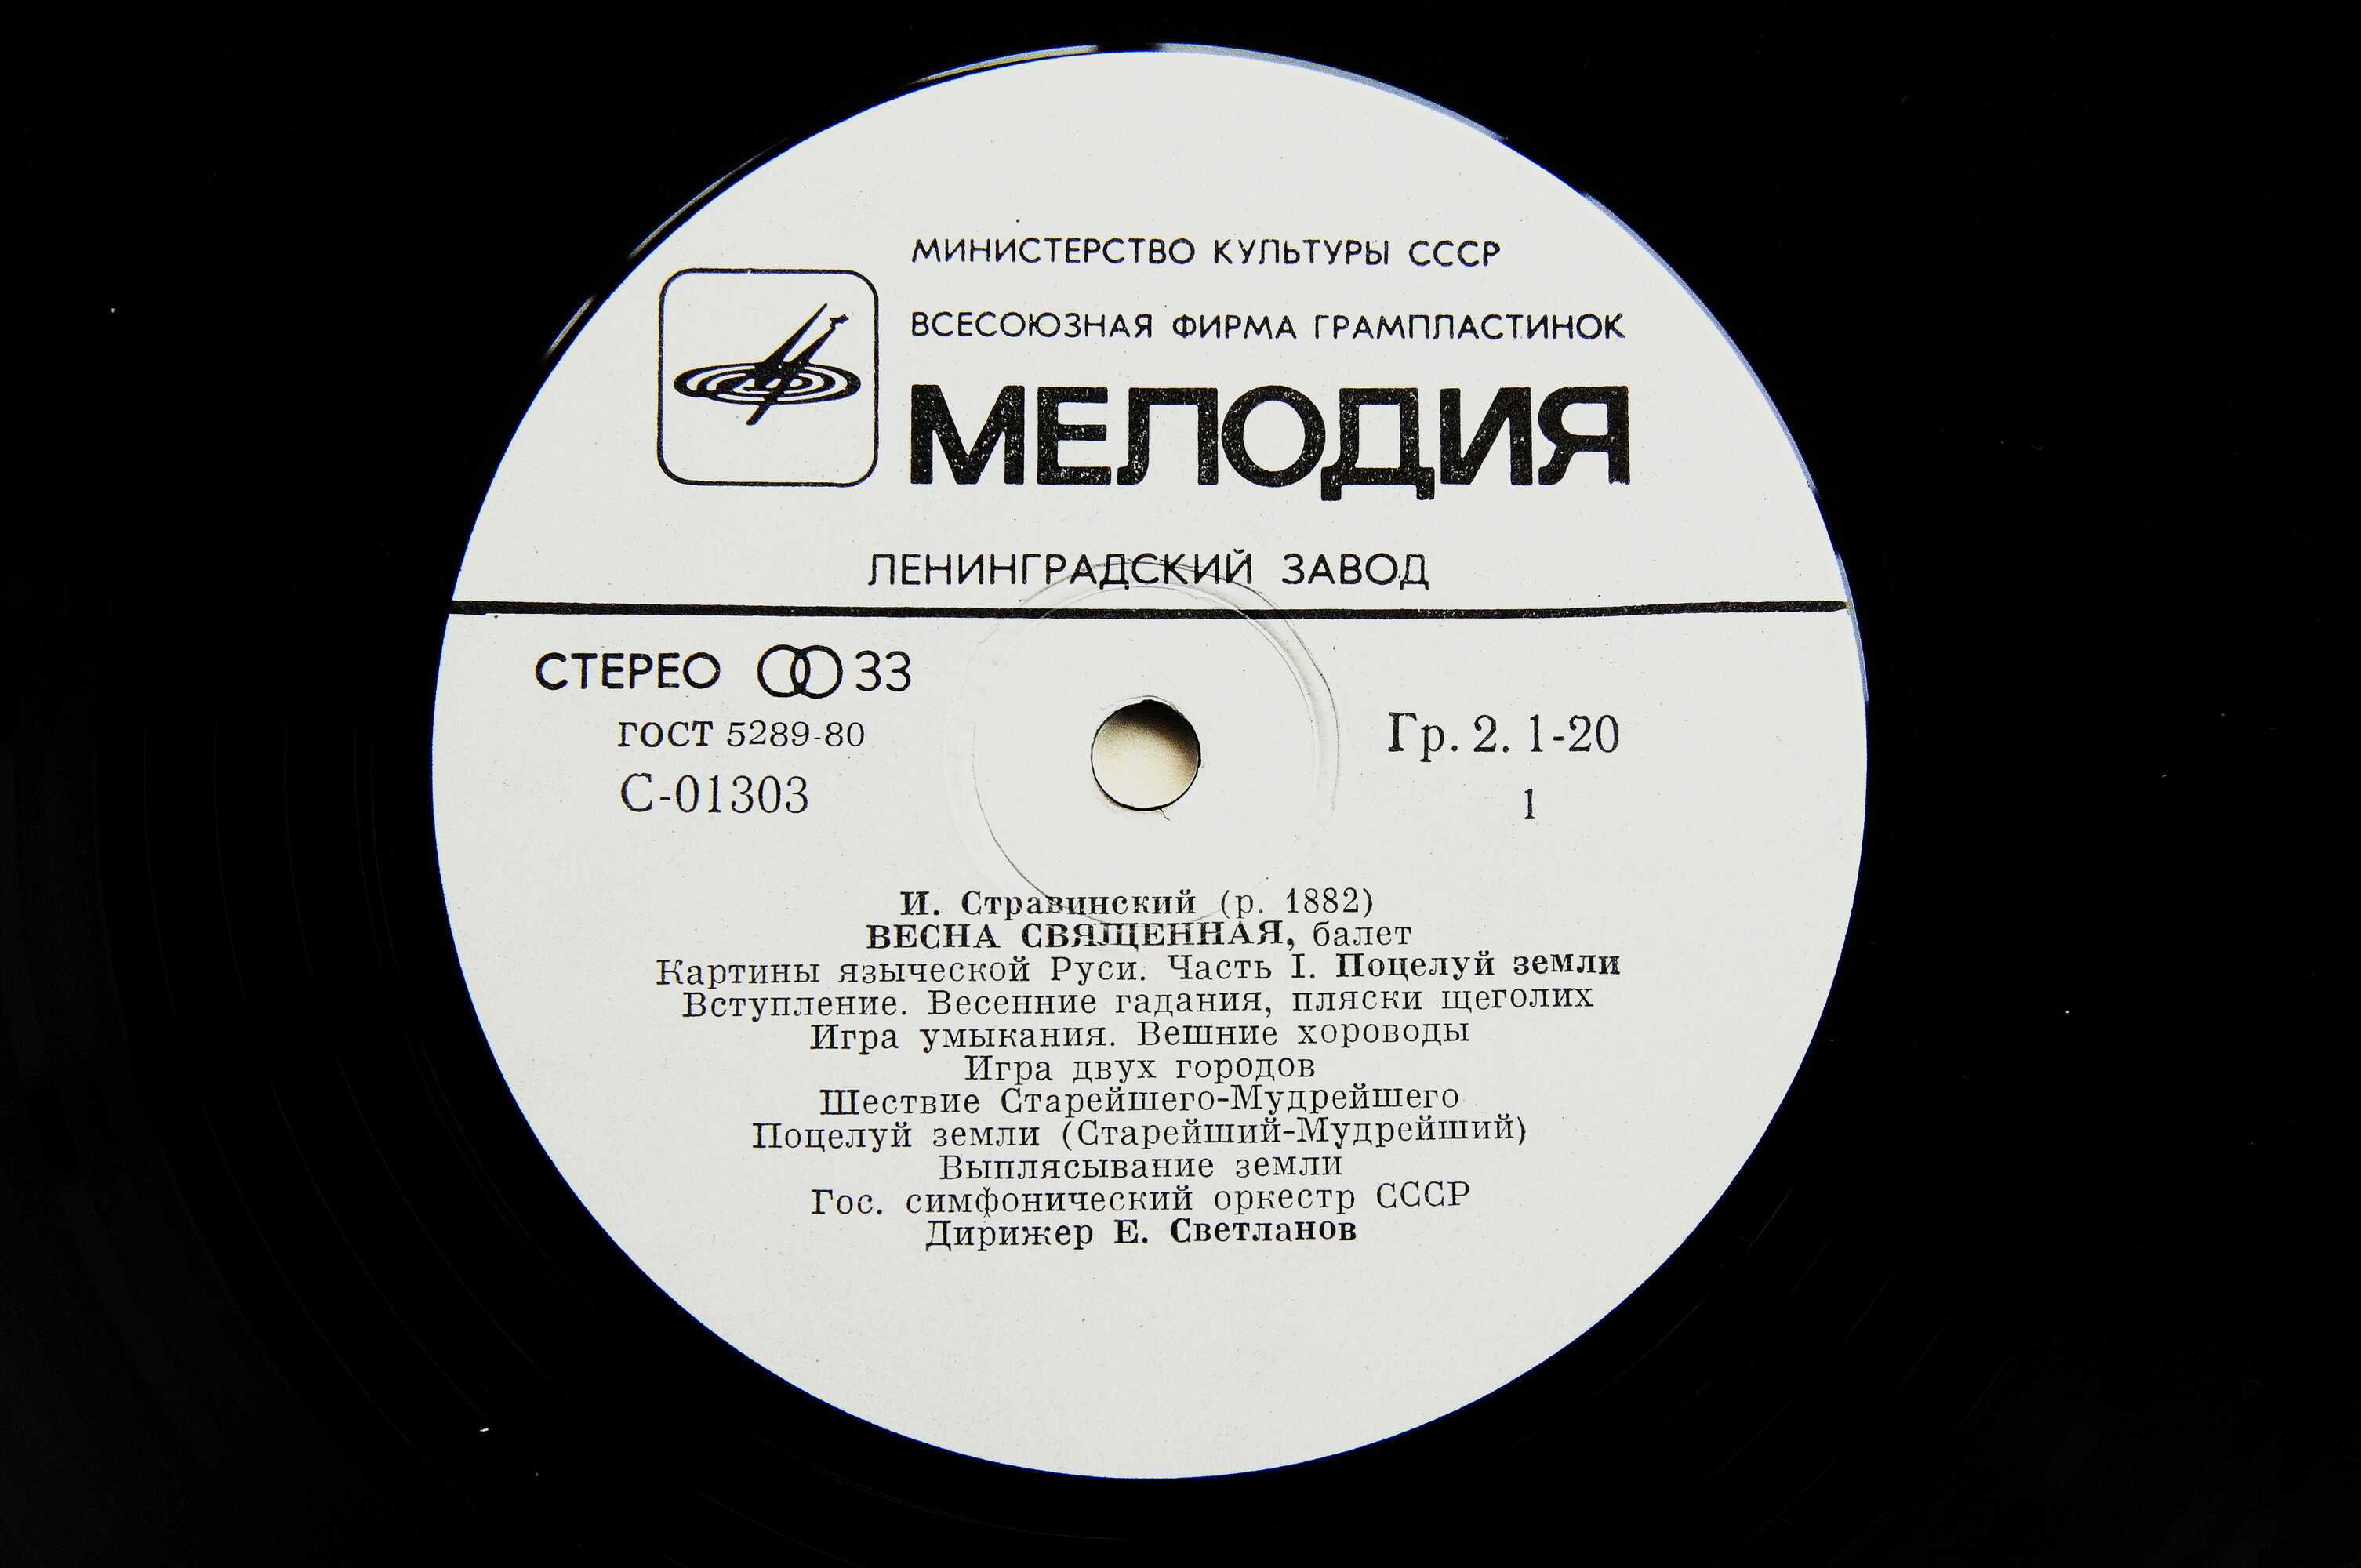 МИНИСТЕРСТВО КУЛЬТУРЫ СССР
ВСЕСОЮЗНАЯ ФИРМА ГРАМПЛАСТИНОК
МЕЛОДИЯ
ЛЕНИНГРАДСКИЙ ЗАВОД
СТЕРЕО 33
ГОСТ 5289-80
С-01303
Гр. 2. 1-20
1
И. Стравинский (р. 1882)
ВЕСНА СВЯЩЕННАЯ, балет
Картины языческой Руси. Часть I. Поцелуй земли
Вступление. Весенние гадания, пляски щеголих
Игра умыкания. Вешние хороводы
Игра двух городов
Шествие Старейшего-Мудрейшего
Поцелуй земли (Старейший-Мудрейший)
Выплясывание земли
Гос. симфонический оркестр СССР
Дирижер Е. Светланов